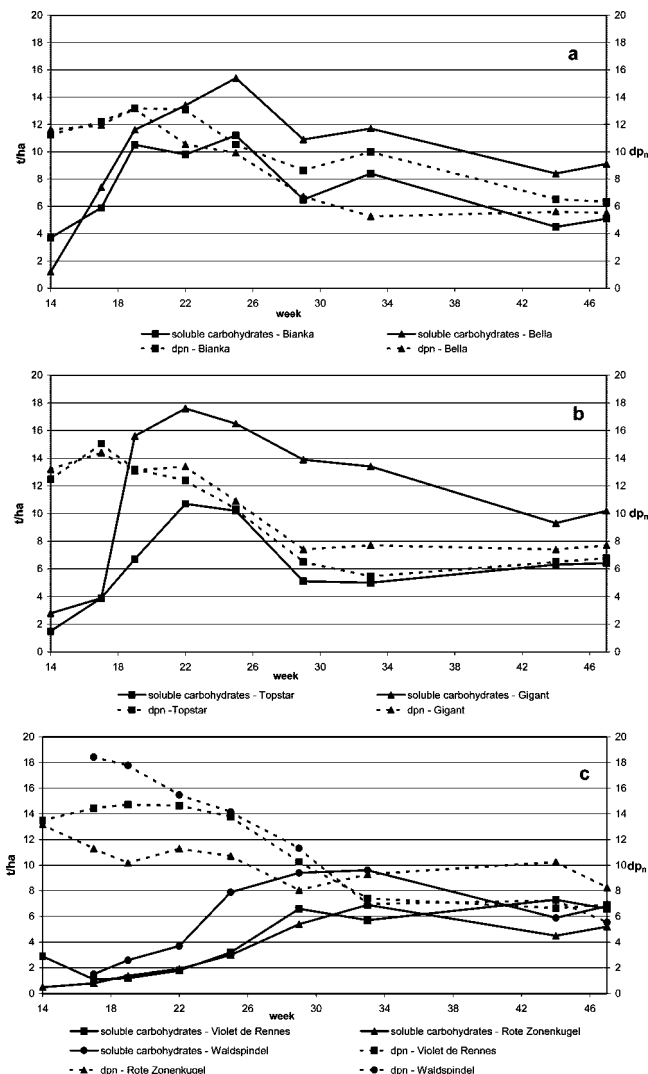 20 20
18 18
16 a 16
14 14
12 12
t/ha 10 10 dpn
8 8
6 6
4 4
2 2
0 0
14 18 22 26 30 34 38 42 46
week
soluble carbohydrates - Bianka soluble carbohydrates - Bella
dpn - Bianka dpn - Bella
20 20
18 18
16 b 16
14 14
12 12
t/ha 10 10 dpn
8 8
6 6
4 4
2 2
0 0
14 18 22 26 30 34 38 42 46
week
soluble carbohydrates - Topstar soluble carbohydrates - Gigant
dpn -Topstar dpn - Gigant
20 20
18 c 18
16 16
14 14
12 12
t/ha 10 10 dpn
8 8
6 6
4 4
2 2
0 0
14 18 22 26 30 34 38 42 46
week
soluble carbohydrates - Violet de Rennes soluble carbohydrates - Rote Zonenkugel
soluble carbohydrates - Waldspindel dpn - Violet de Rennes
dpn - Rote Zonenkugel dpn - Waldspindel